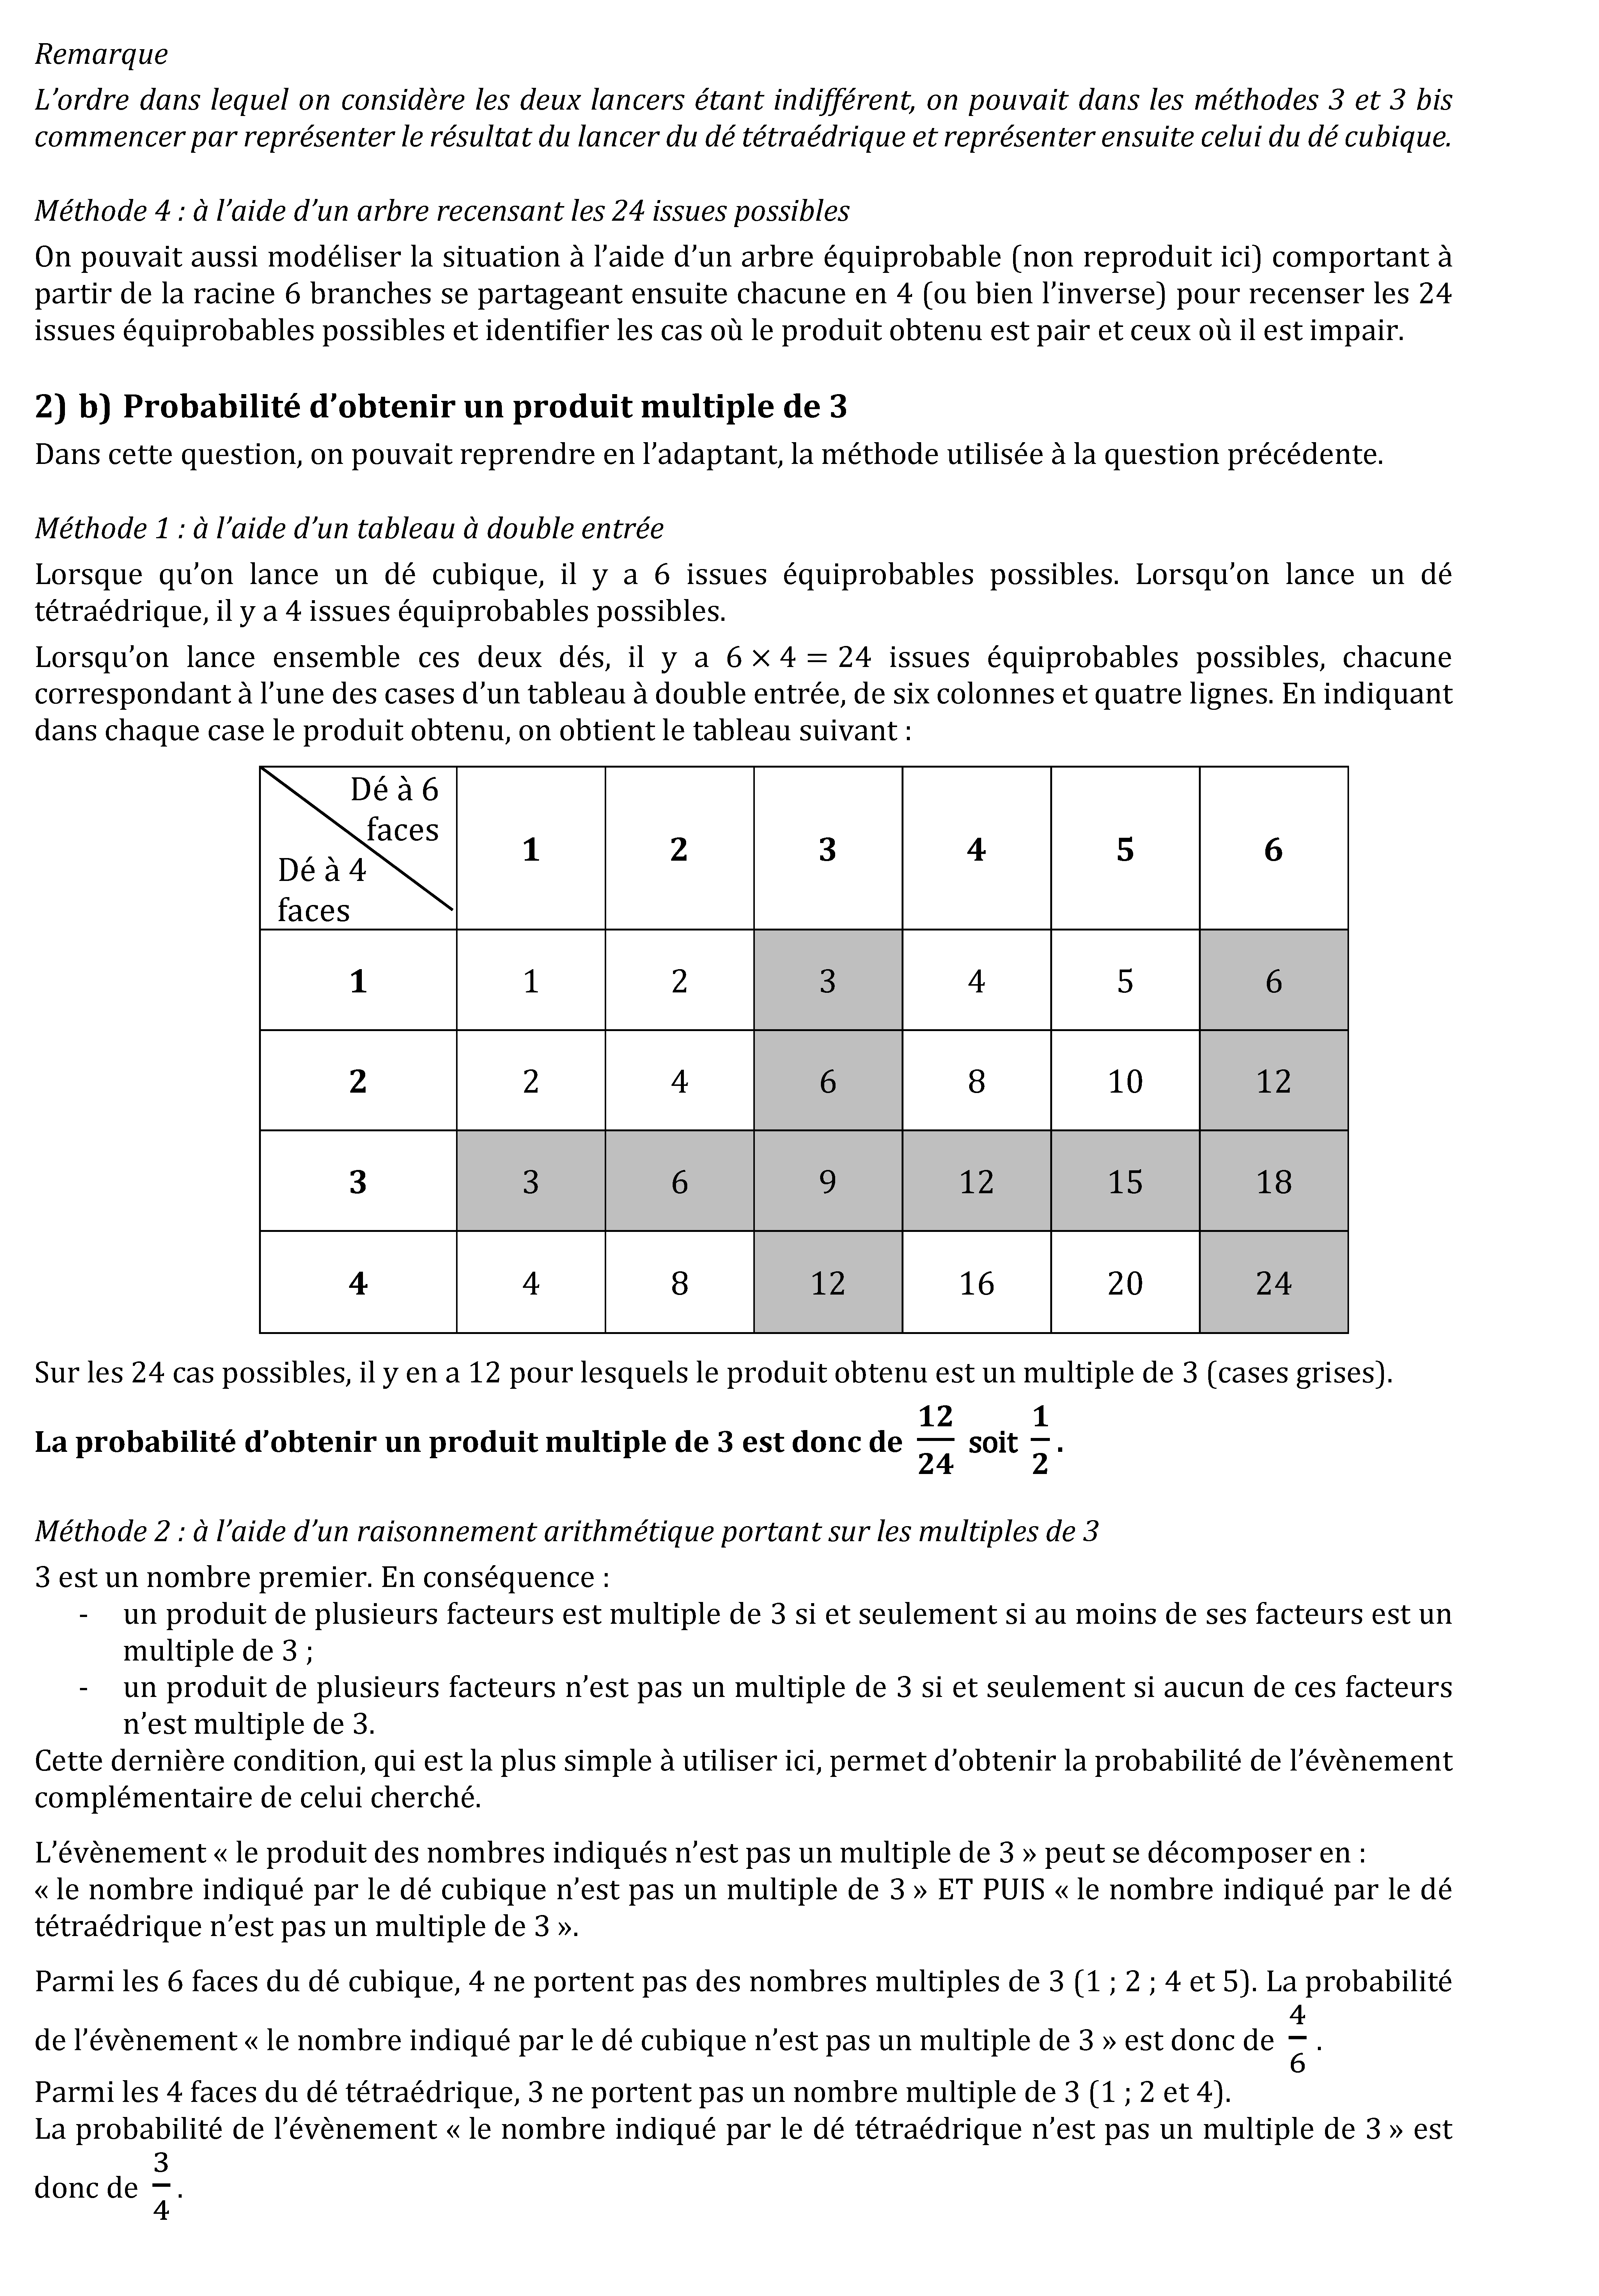 Remarque
L’ordre dans lequel on considère les deux lancers étant indifférent, on pouvait dans les méthodes 3 et 3 bis
commencer par représenter le résultat du lancer du dé tétraédrique et représenter ensuite celui du dé cubique.
Méthode 4 : à l’aide d’un arbre recensant les 24 issues possibles
On pouvait aussi modéliser la situation à l’aide d’un arbre équiprobable (non reproduit ici) comportant à
partir de la racine 6 branches se partageant ensuite chacune en 4 (ou bien l’inverse) pour recenser les 24
issues équiprobables possibles et identifier les cas où le produit obtenu est pair et ceux où il est impair.
2) b) Probabilité d’obtenir un produit multiple de 3
Dans cette question, on pouvait reprendre en l’adaptant, la méthode utilisée à la question précédente.
Méthode 1 : à l’aide d’un tableau à double entrée
Lorsque qu’on lance un dé cubique, il y a 6 issues équiprobables possibles. Lorsqu’on lance un dé
tétraédrique, il y a 4 issues équiprobables possibles.
Lorsqu’on lance ensemble ces deux dés, il y a 6 × 4 = 24 issues équiprobables possibles, chacune
correspondant à l’une des cases d’un tableau à double entrée, de six colonnes et quatre lignes. En indiquant
dans chaque case le produit obtenu, on obtient le tableau suivant :
Dé à 6
faces
Dé à 4
faces
1 2 3 4 5 6
1 1 2 3 4 5 6
2 2 4 6 8 10 12
3 3 6 9 12 15 18
4 4 8 12 16 20 24
Sur les 24 cas possibles, il y en a 12 pour lesquels le produit obtenu est un multiple de 3 (cases grises).
La probabilité d’obtenir un produit multiple de 3 est donc de 12/24 soit 1/2 .
Méthode 2 : à l’aide d’un raisonnement arithmétique portant sur les multiples de 3
3 est un nombre premier. En conséquence :
- un produit de plusieurs facteurs est multiple de 3 si et seulement si au moins de ses facteurs est un
multiple de 3 ;
- un produit de plusieurs facteurs n’est pas un multiple de 3 si et seulement si aucun de ces facteurs
n’est multiple de 3.
Cette dernière condition, qui est la plus simple à utiliser ici, permet d’obtenir la probabilité de l’évènement
complémentaire de celui cherché.
L’évènement « le produit des nombres indiqués n’est pas un multiple de 3 » peut se décomposer en :
« le nombre indiqué par le dé cubique n’est pas un multiple de 3 » ET PUIS « le nombre indiqué par le dé
tétraédrique n’est pas un multiple de 3 ».
Parmi les 6 faces du dé cubique, 4 ne portent pas des nombres multiples de 3 (1 ; 2 ; 4 et 5). La probabilité
de l’évènement « le nombre indiqué par le dé cubique n’est pas un multiple de 3 » est donc de 4/6 .
Parmi les 4 faces du dé tétraédrique, 3 ne portent pas un nombre multiple de 3 (1 ; 2 et 4).
La probabilité de l’évènement « le nombre indiqué par le dé tétraédrique n’est pas un multiple de 3 » est
donc de 3/4 .